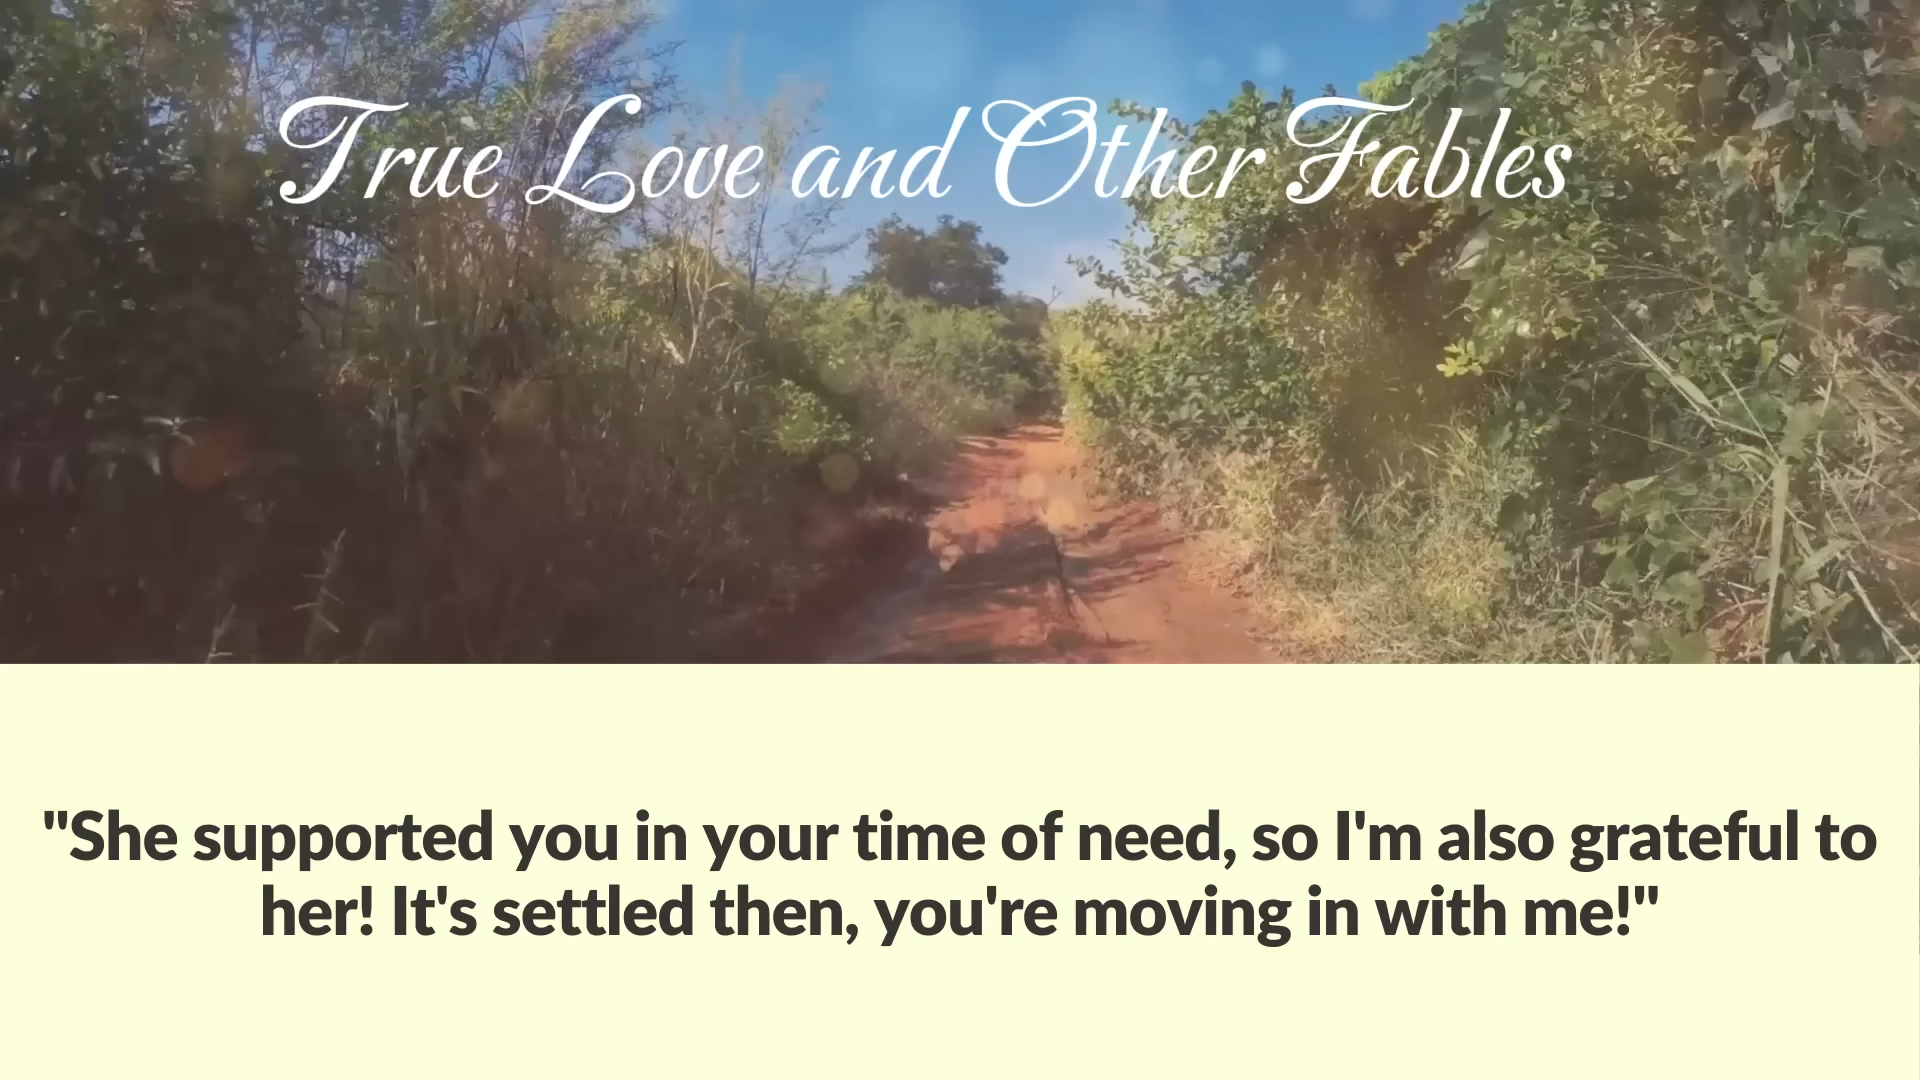 True Love and Other Fables
"She supported you in your time of need, so I'm also grateful to
her! It's settled then, you're moving in with me!"